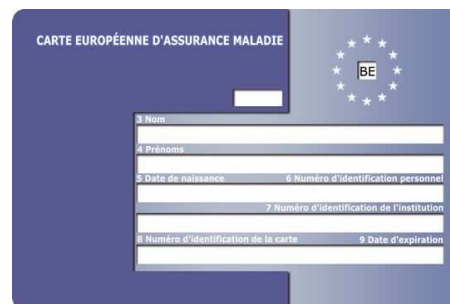 CARTE EUROPÉENNE D'ASSURANCE MALADIE
BE
3 Nom
4 Prénoms
5 Date de naissance 6 Numéro d'identification personnel
7 Numéro d'identification de l'institution
8 Numéro d'identification de la carte 9 Date d'expiration